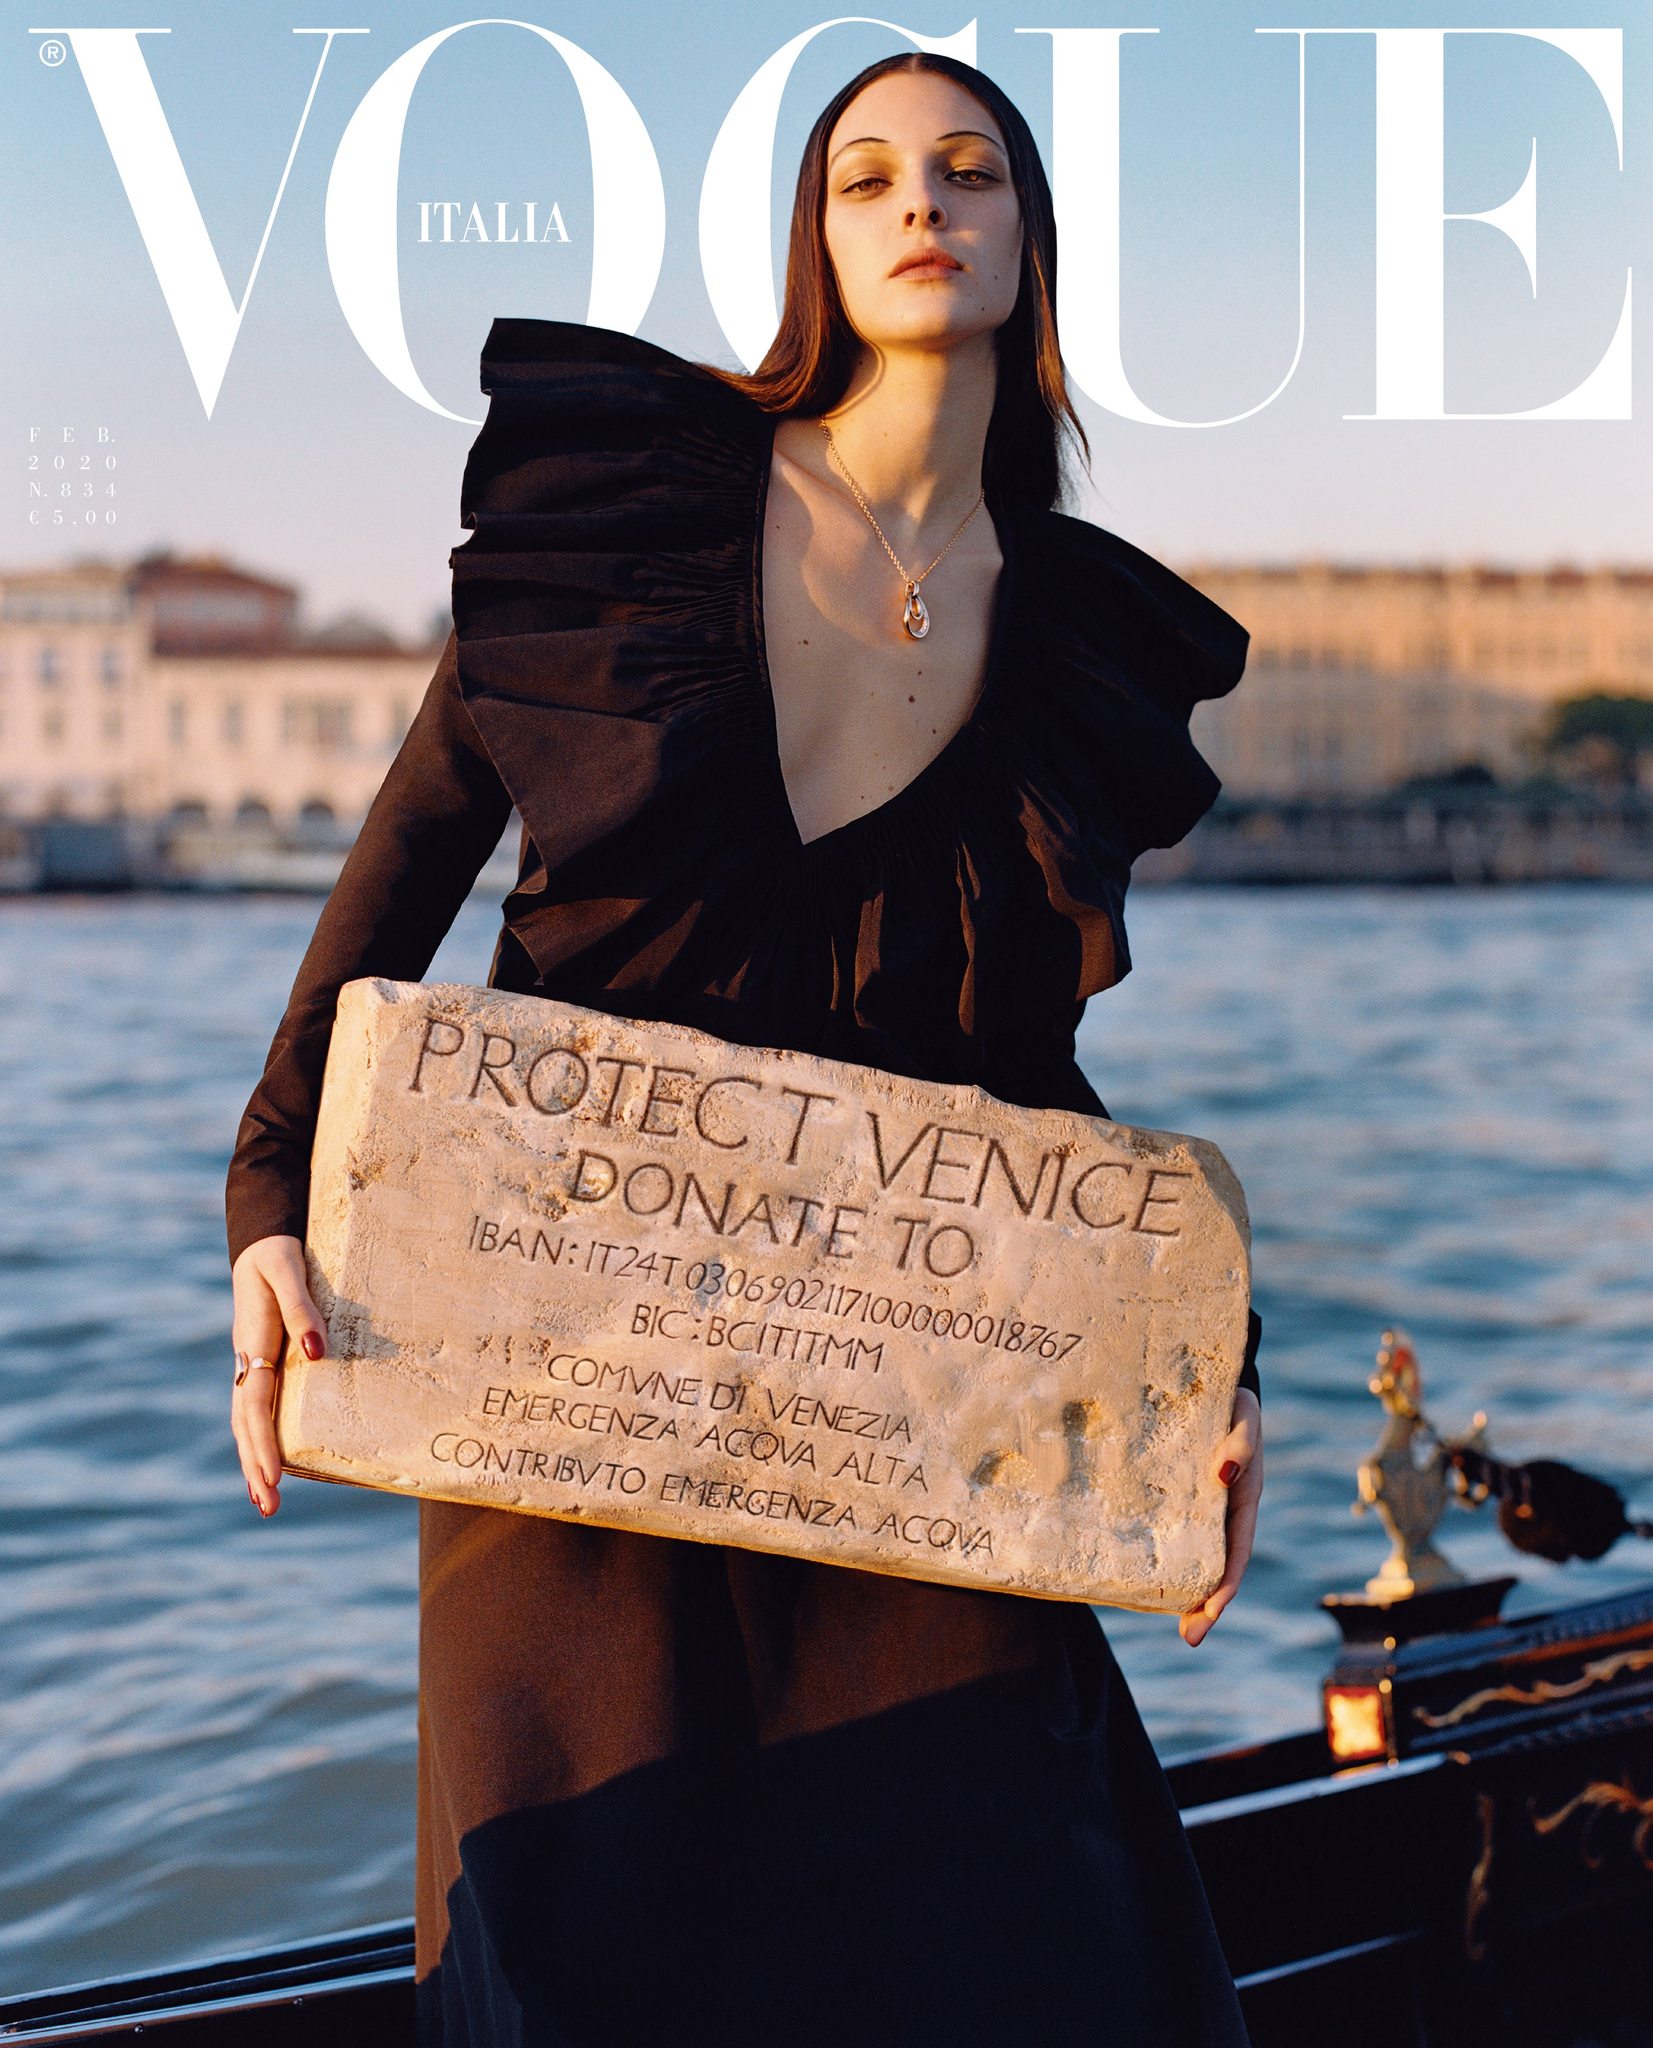 VOGUE
®
ITALIA
FEB.
2020
N. 834
€ 5,00
PROTECT VENICE
DONATE TO
IBAN: IT24T0306902117100000018767
BIC: BCITITMM
COMVNE DI VENEZIA
EMERGENZA ACQVA ALTA
CONTRIBVTO EMERGENZA ACQVA